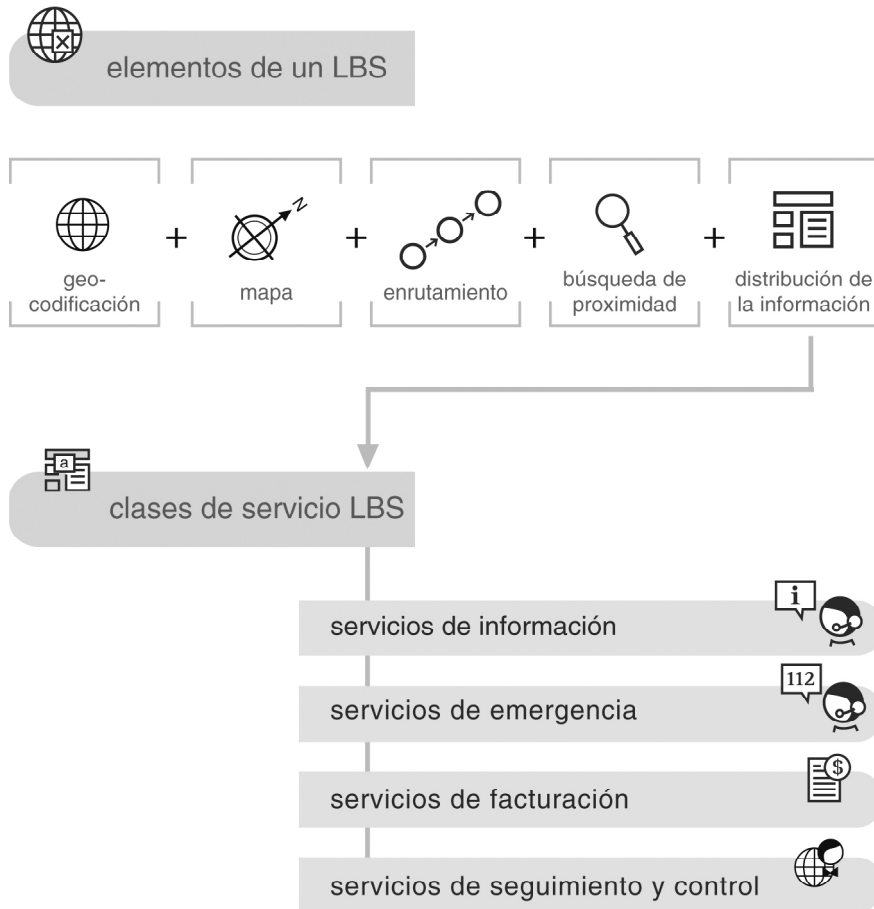 elementos de un LBS
N
+ + + +
geo-
codificación
mapa
enrutamiento
búsqueda de
proximidad
distribución de
la información
a
clases de servicio LBS
i
servicios de información
112
servicios de emergencia
$
servicios de facturación
servicios de seguimiento y control